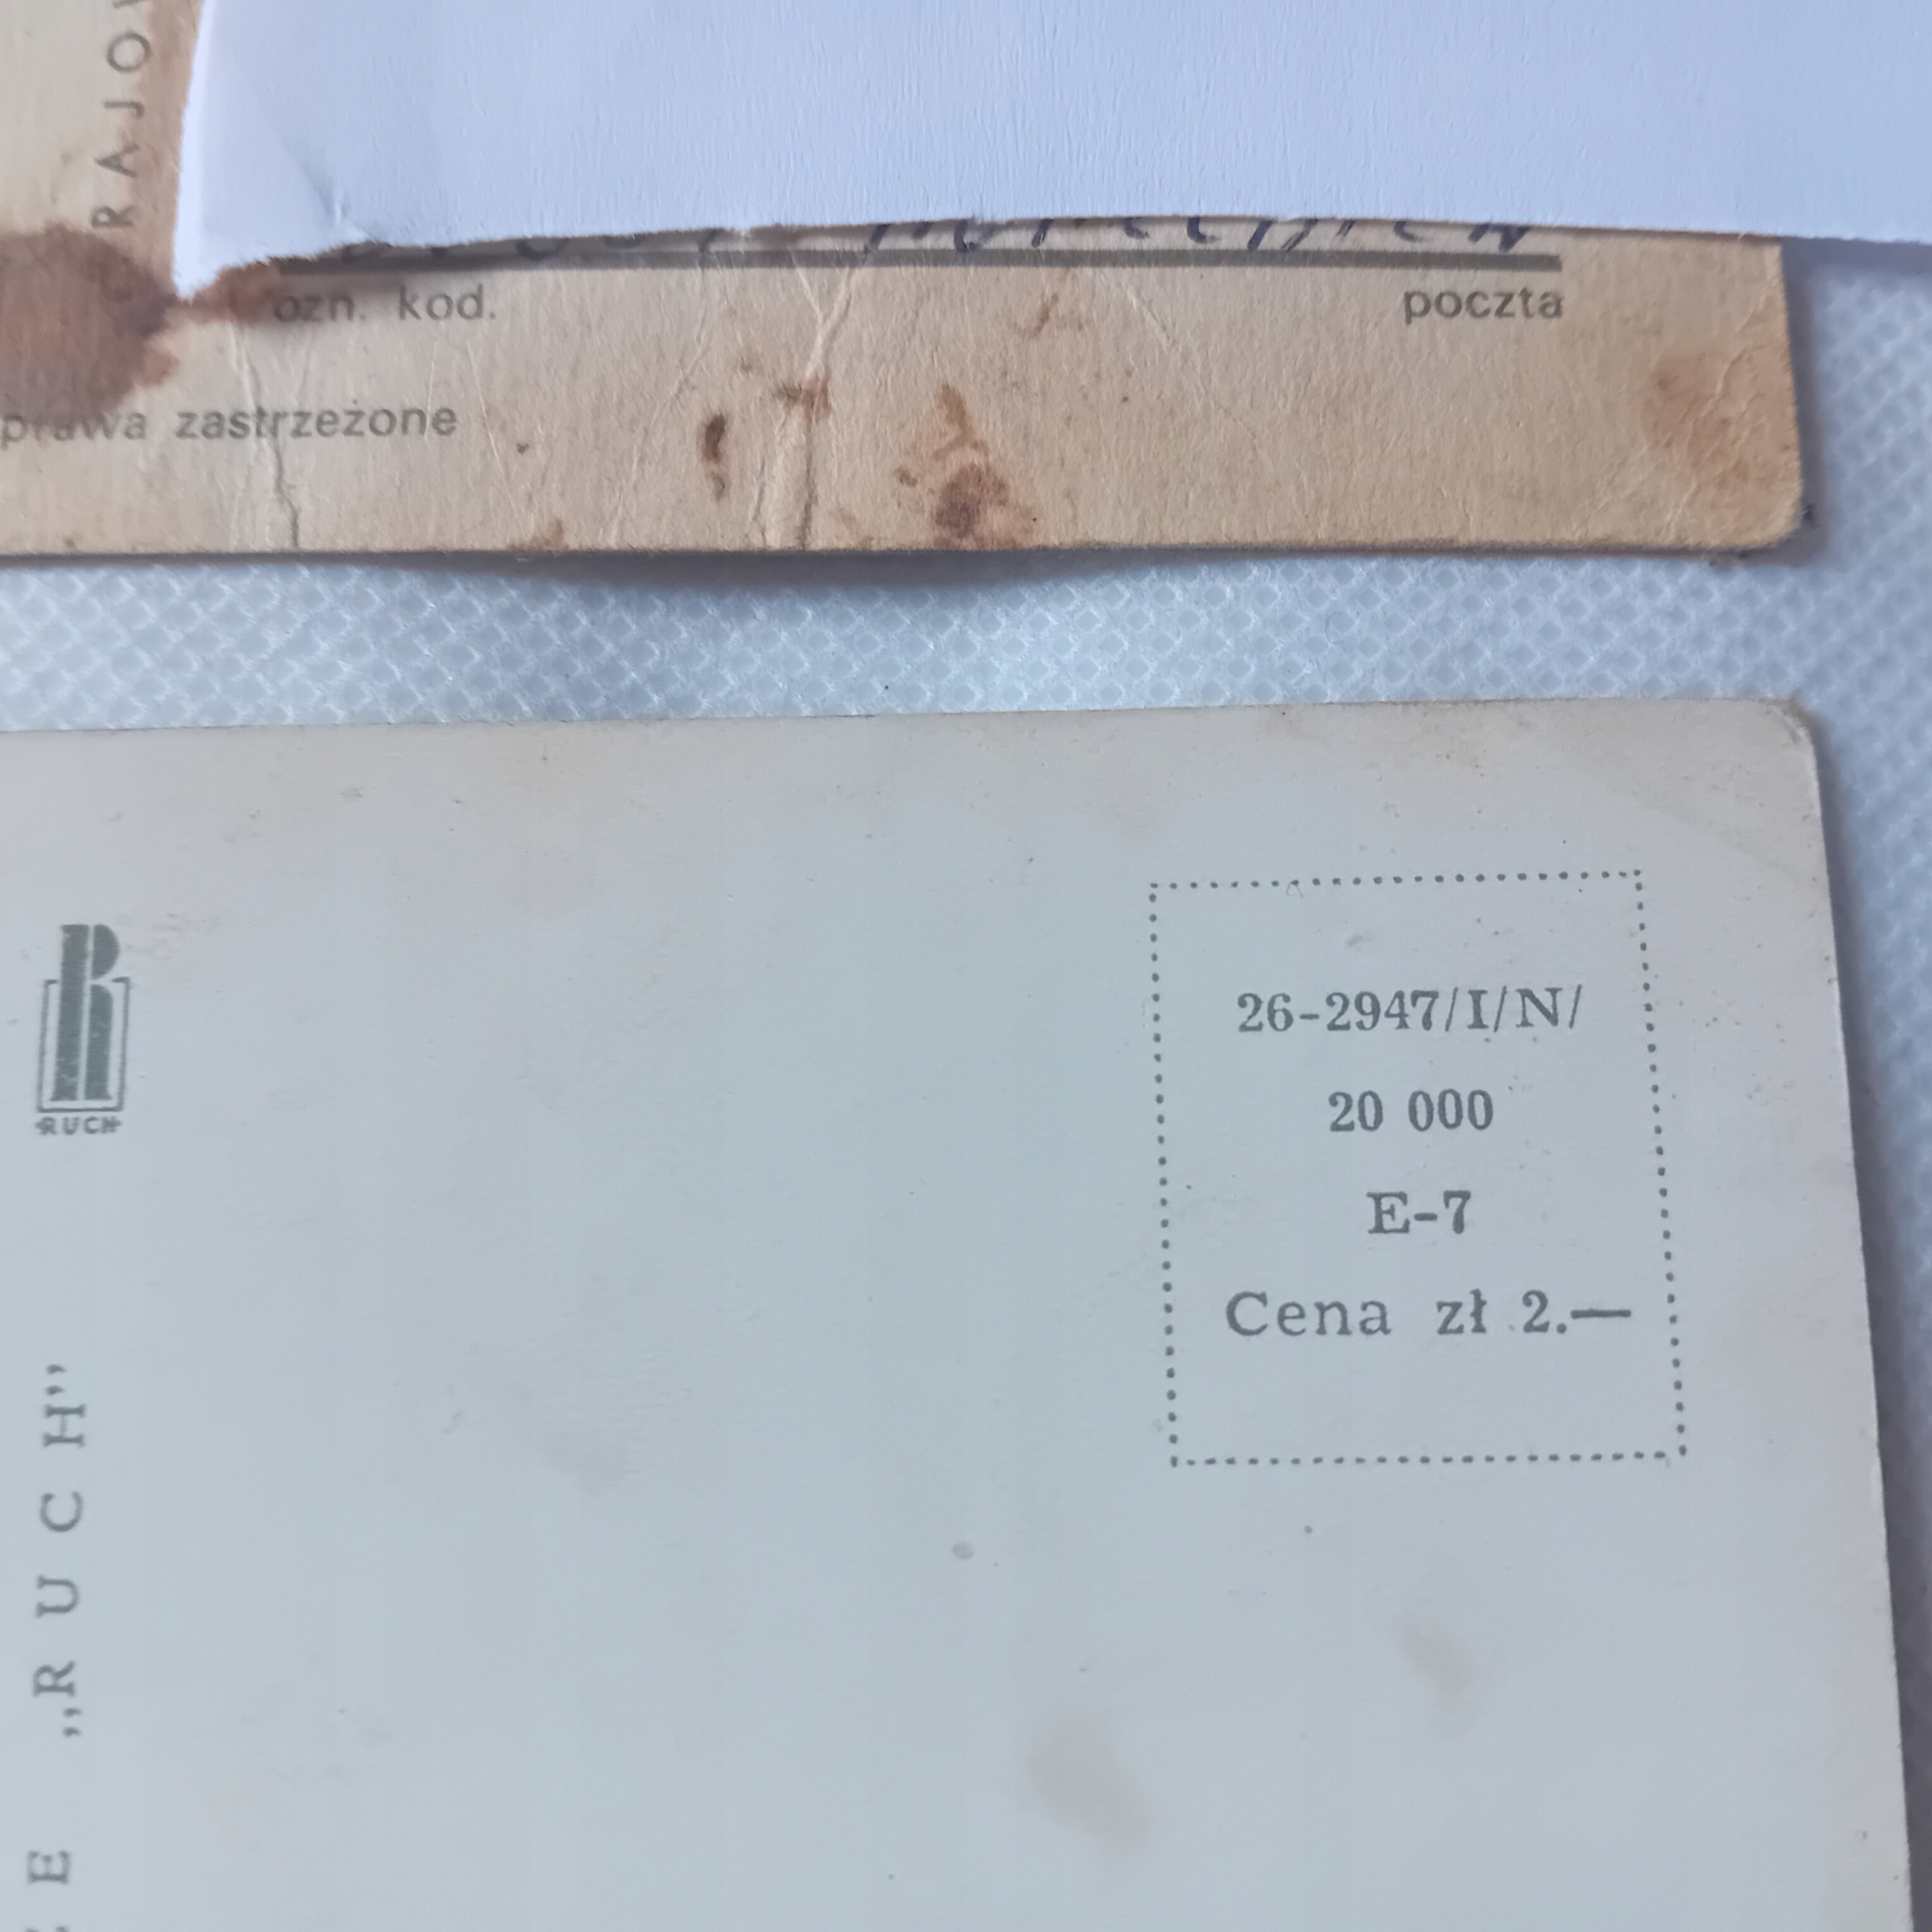 RAJO
ozn. kod.
poczta
prawa zastrzeżone
RUCH
26-2947/I/N/
20 000
E-7
Cena zł 2.—
E „RUCH”